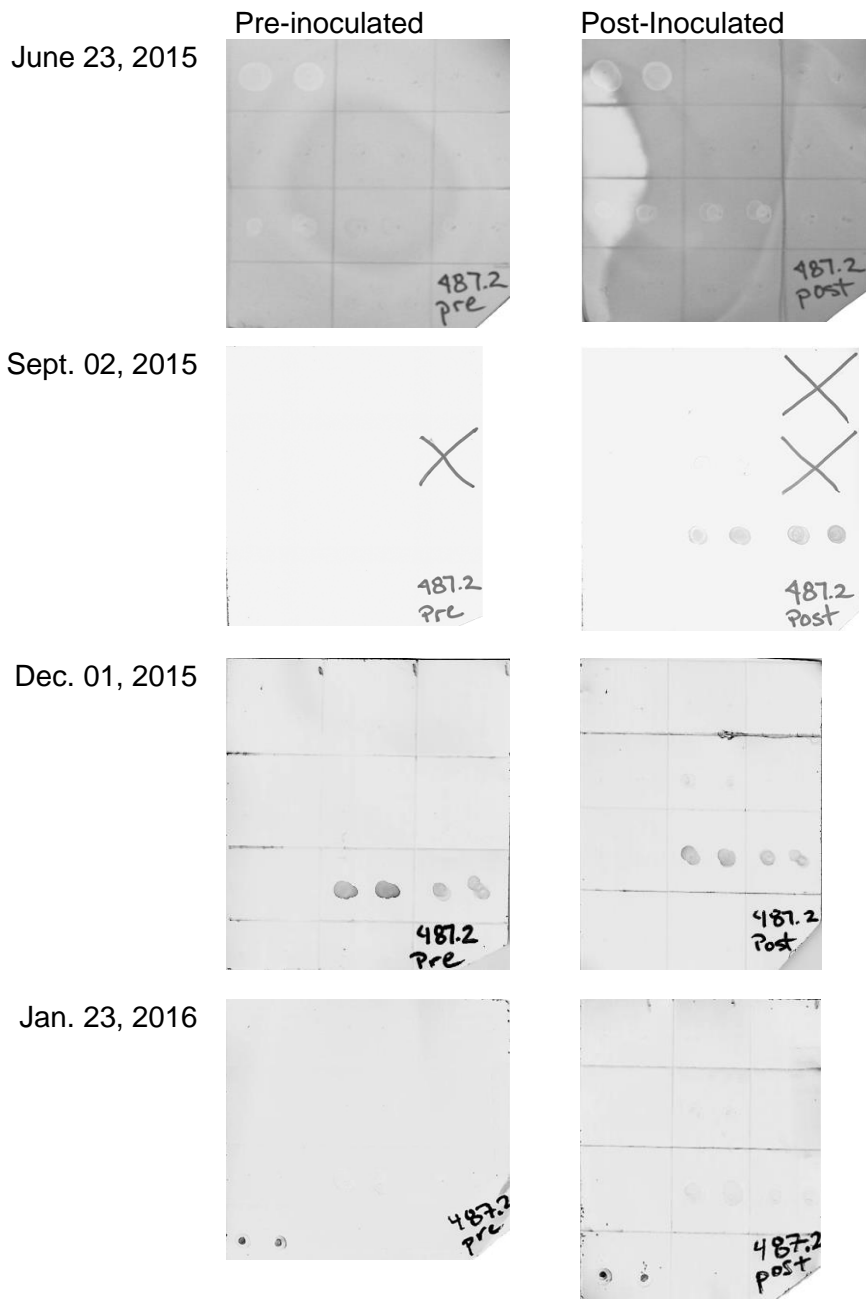 Pre-inoculated Post-Inoculated
June 23, 2015
487.2
pre
487.2
post
Sept. 02, 2015
487.2
Pre
487.2
Post
Dec. 01, 2015
487.2
Pre
487.2
Post
Jan. 23, 2016
487.2
pre
487.2
post